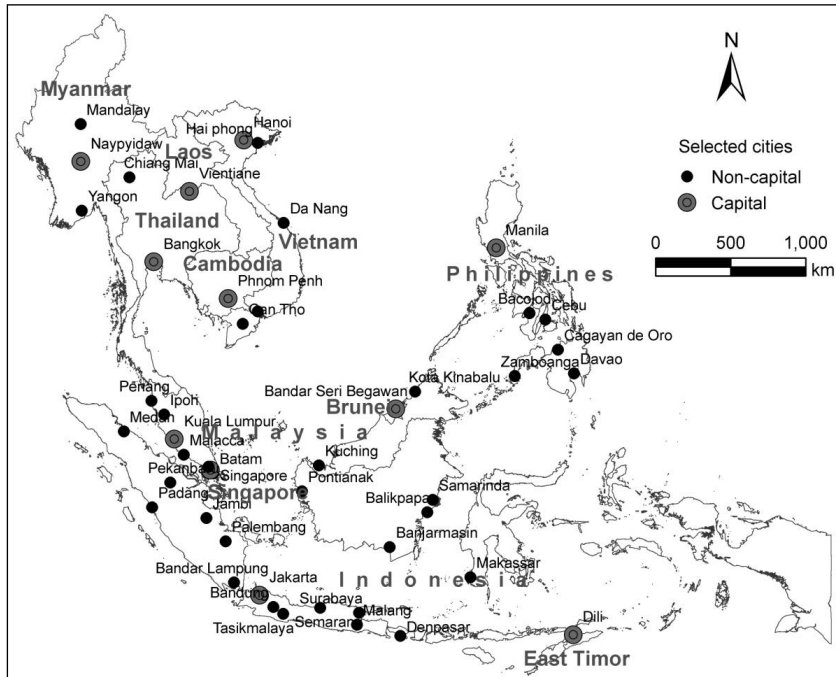 Myanmar
Mandalay
Naypyidaw
Yangon
Chiang Mai
Hai phong
Hanoi
Laos
Vientiane
Thailand
Bangkok
Da Nang
Vietnam
Cambodia
Phnom Penh
Can Tho
N
Selected cities
Non-capital
Capital
0 500 1,000
km
Manila
Philippines
Bacolod
Cebu
Cagayan de Oro
Zamboanga
Davao
Kota Kinabalu
Bandar Seri Begawan
Brunei
Penang
Ipoh
Medan
Kuala Lumpur
Malaysia
Malacca
Batam
Singapore
Singapore
Padang
Jambi
Palembang
Kuching
Pontianak
Samarinda
Banjarmasin
Makassar
Indonesia
Bandar Lampung
Jakarta
Bandung
Tasikmalaya
Surabaya
Malang
Denpasar
Dili
East Timor